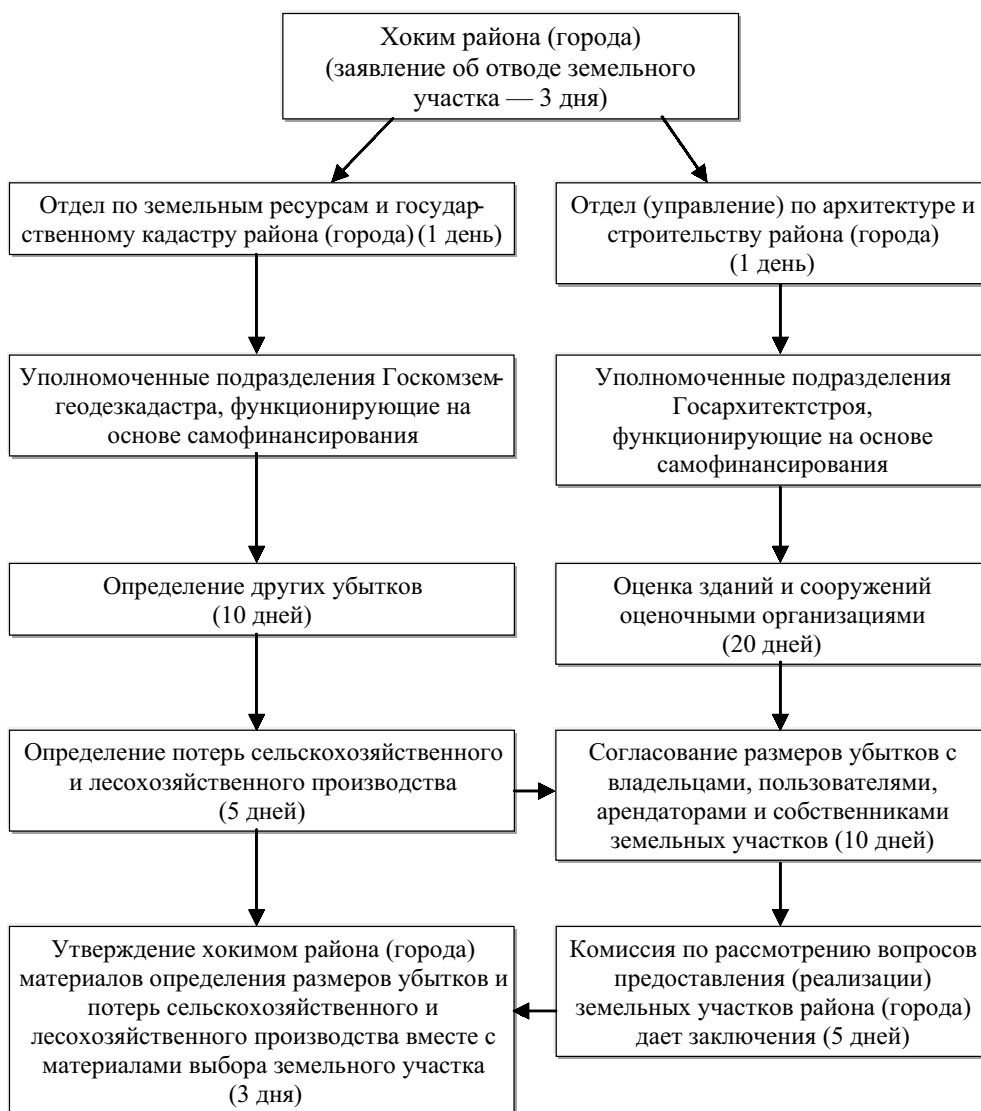 Хоким района (города)
(заявление об отводе земельного
участка — 3 дня)
Отдел по земельным ресурсам и государ-
ственному кадастру района (города) (1 день)
Отдел (управление) по архитектуре и
строительству района (города)
(1 день)
Уполномоченные подразделения Госкомзем-
геодезкадастра, функционирующие на
основе самофинансирования
Уполномоченные подразделения
Госархитектстроя,
функционирующие на основе
самофинансирования
Определение других убытков
(10 дней)
Оценка зданий и сооружений
оценочными организациями
(20 дней)
Определение потерь сельскохозяйственного
и лесохозяйственного производства
(5 дней)
Согласование размеров убытков с
владельцами, пользователями,
арендаторами и собственниками
земельных участков (10 дней)
Утверждение хокимом района (города)
материалов определения размеров убытков и
потерь сельскохозяйственного и
лесохозяйственного производства вместе с
материалами выбора земельного участка
(3 дня)
Комиссия по рассмотрению вопросов
предоставления (реализации)
земельных участков района (города)
дает заключения (5 дней)